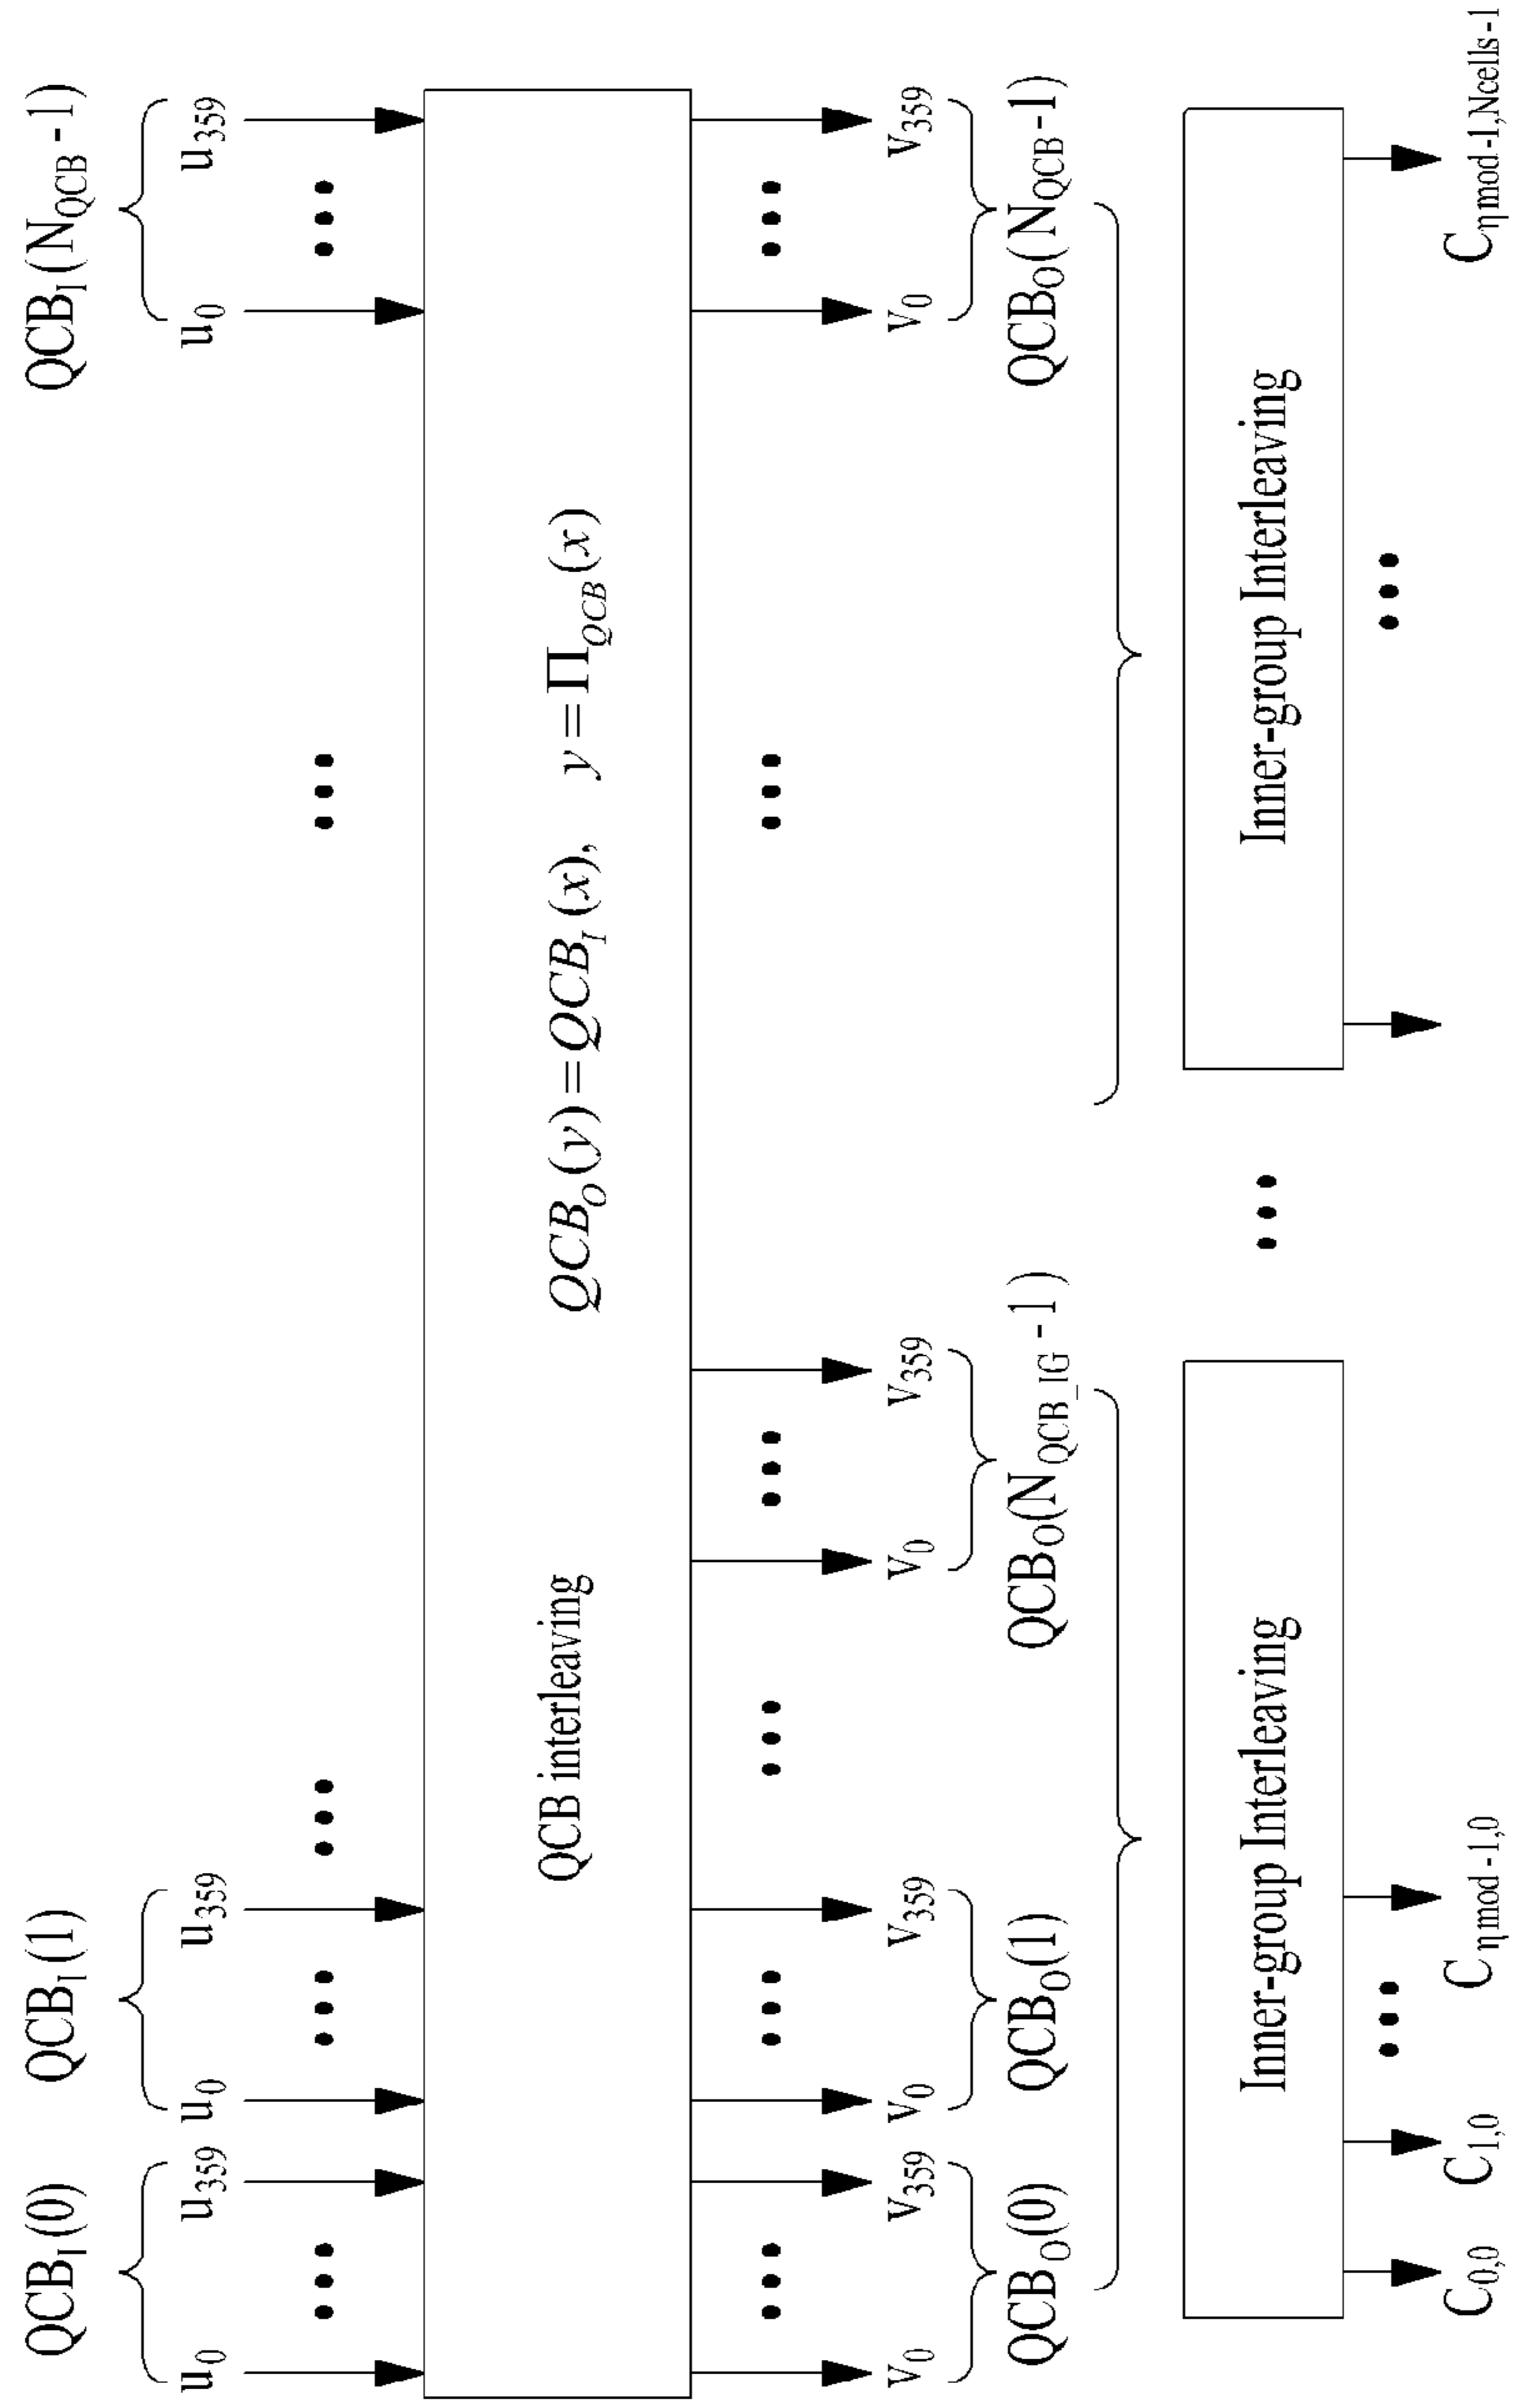 QCB_I(0) QCB_I(1) QCB_I(N_QCB-1)
u_0 ••• u_359 u_0 ••• u_359 ••• ••• u_0 ••• u_359
QCB interleaving QCB_O(y)=QCB_I(x), y=Π_QCB(x)
••• ••• ••• ••• •••
v_0 v_359 v_0 v_359 v_0 v_359 v_0 v_359
QCB_O(0) QCB_O(1) QCB_O(N_QCB_IG-1) QCB_O(N_QCB-1)
•••
Inner-group Interleaving Inner-group Interleaving
••• •••
C_0,0 C_1,0 C_ηmod-1,0 C_ηmod-1,Ncells-1